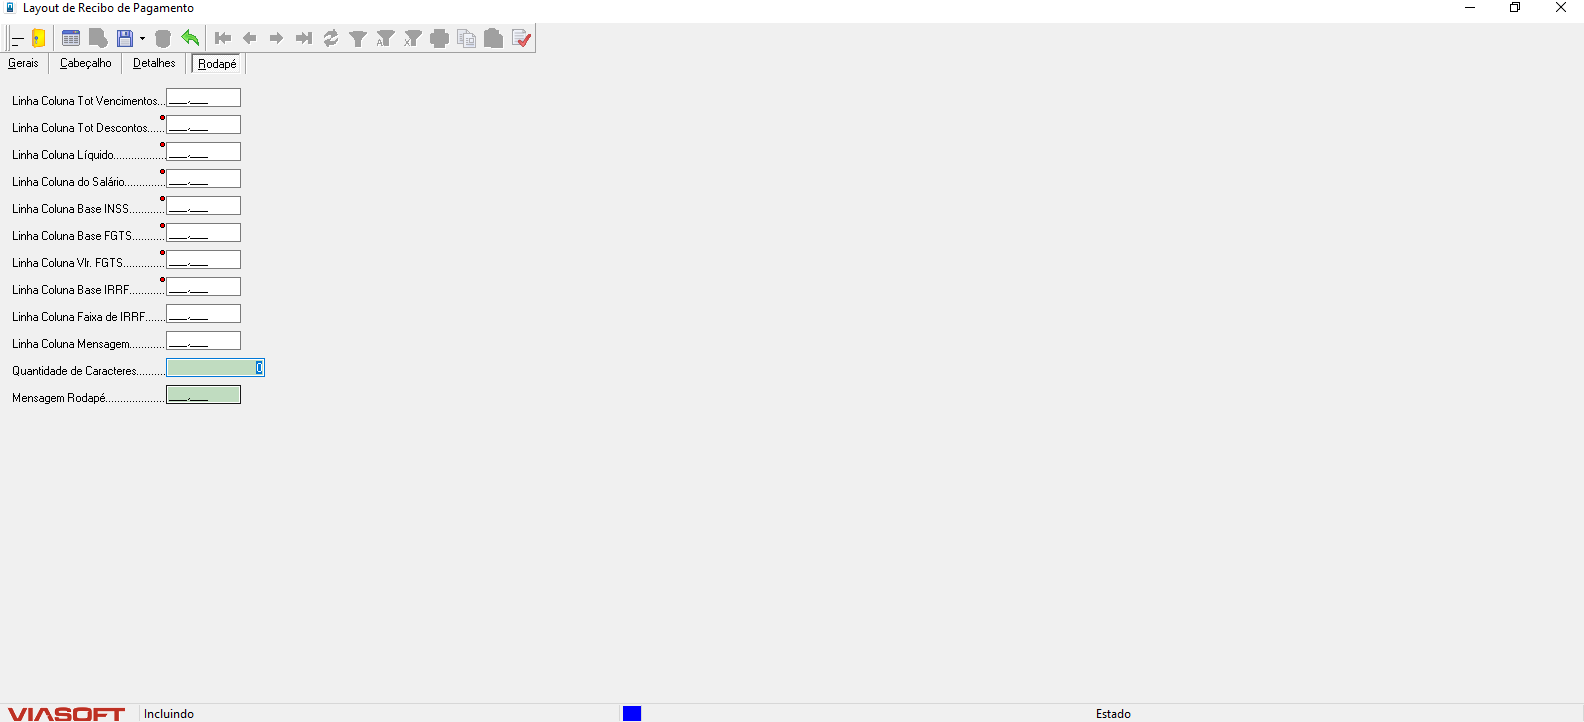 Layout de Recibo de Pagamento
Gerais Cabeçalho Detalhes Rodapé
Linha Coluna Tot Vencimentos... ___,___
Linha Coluna Tot Descontos...... ___,___
Linha Coluna Líquido.................. ___,___
Linha Coluna do Salário.............. ___,___
Linha Coluna Base INSS............ ___,___
Linha Coluna Base FGTS........... ___,___
Linha Coluna Vlr. FGTS.............. ___,___
Linha Coluna Base IRRF............ ___,___
Linha Coluna Faixa de IRRF....... ___,___
Linha Coluna Mensagem............ ___,___
Quantidade de Caracteres.......... 0
Mensagem Rodapé.................... ___,___
VIASOFT Incluindo Estado